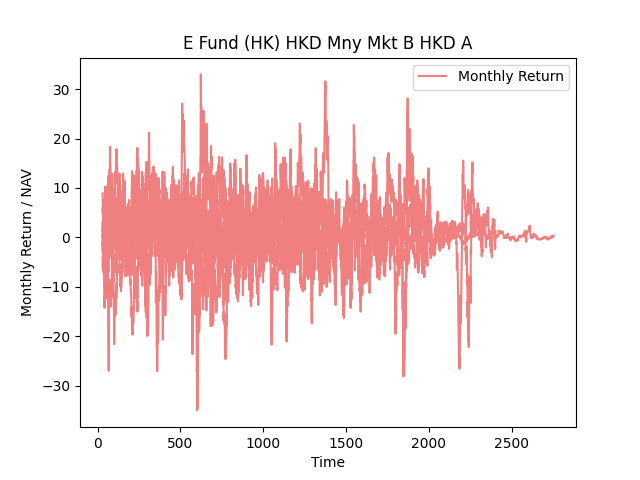 E Fund (HK) HKD Mny Mkt B HKD A
Monthly Return
Monthly Return / NAV
30
20
10
0
−10
−20
−30
0 500 1000 1500 2000 2500
Time